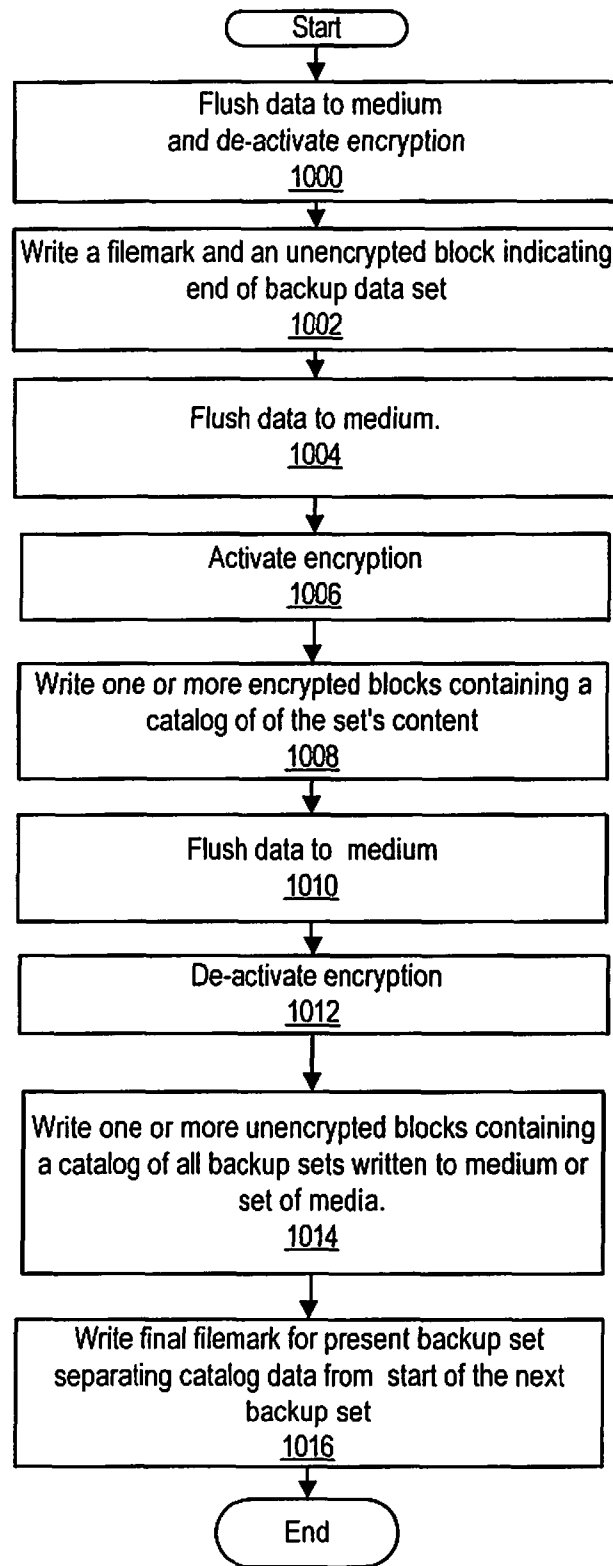 Start
Flush data to medium
and de-activate encryption
1000
Write a filemark and an unencrypted block indicating
end of backup data set
1002
Flush data to medium.
1004
Activate encryption
1006
Write one or more encrypted blocks containing a
catalog of of the set's content
1008
Flush data to medium
1010
De-activate encryption
1012
Write one or more unencrypted blocks containing
a catalog of all backup sets written to medium or
set of media.
1014
Write final filemark for present backup set
separating catalog data from start of the next
backup set
1016
End